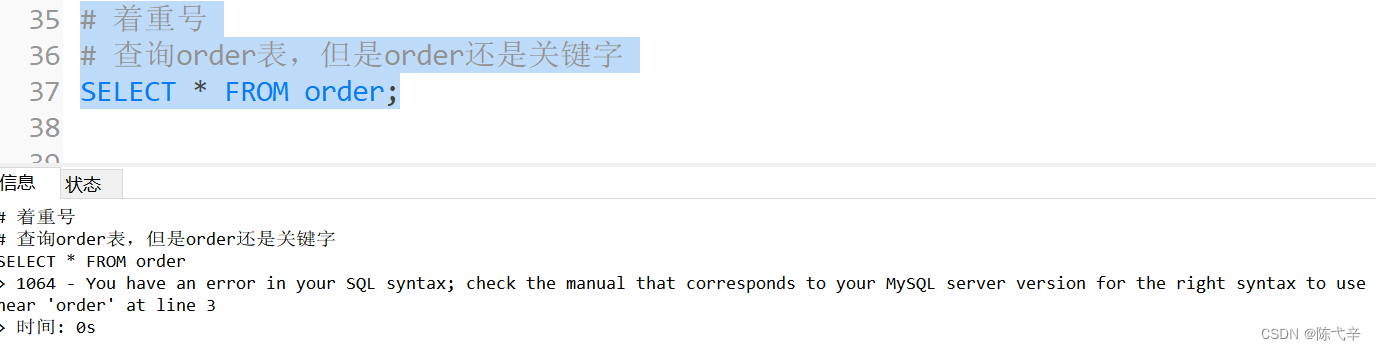 35 # 着重号
36 # 查询order表，但是order还是关键字
37 SELECT * FROM order;
38
39
信息 状态
# 着重号
# 查询order表，但是order还是关键字
SELECT * FROM order
> 1064 - You have an error in your SQL syntax; check the manual that corresponds to your MySQL server version for the right syntax to use
near 'order' at line 3
> 时间: 0s
CSDN @陈弋辛